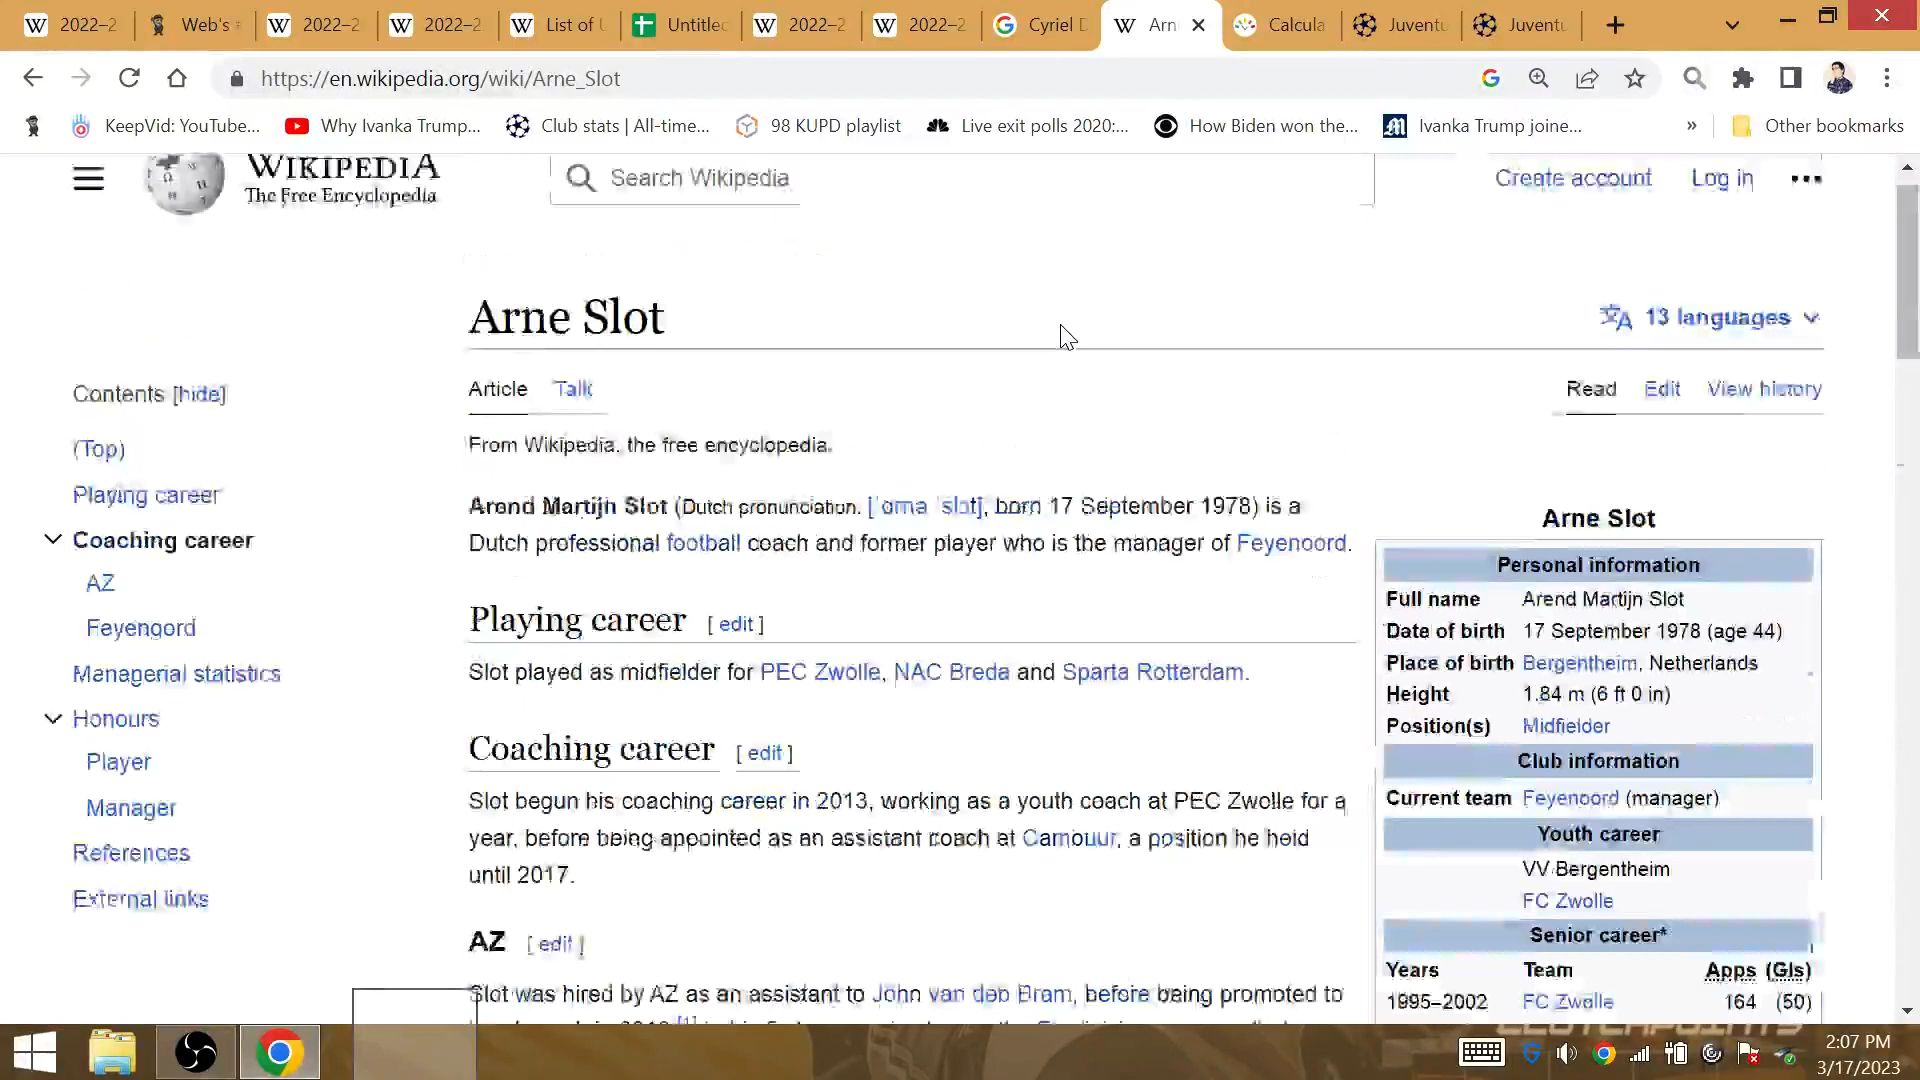 2022–2
Web's
2022–2
2022–2
List of
Untitled
2022–2
2022–2
Cyriel D
Arn
Calcula
Juventu
Juventu
https://en.wikipedia.org/wiki/Arne_Slot
KeepVid: YouTube...
Why Ivanka Trump...
Club stats | All-time...
98 KUPD playlist
Live exit polls 2020:...
How Biden won the...
Ivanka Trump joine...
»
Other bookmarks
WIKIPEDIA
The Free Encyclopedia
Search Wikipedia
Create account
Log in
Arne Slot
13 languages
Contents [hide]
(Top)
Playing career
Coaching career
AZ
Feyengord
Managerial statistics
Honours
Player
Manager
References
External links
Article
Talk
Read
Edit
View history
From Wikipedia, the free encyclopedia.
Arend Martijn Slot (Dutch pronunciation. slot], born 17 September 1978) is a
Dutch professional football coach and former player who is the manager of Feyenoord.
Playing career [ edit ]
Slot played as midfielder for PEC Zwolle, NAC Breda and Sparta Rotterdam.
Coaching career [ edit ]
Slot begun his coaching career in 2013, working as a youth coach at PEC Zwolle for a
year, before being appointed as an assistant coach at , a position he held
until 2017.
AZ [ edit ]
Slot was hired by AZ as an assistant to John van den Bram, before being promoted to
Arne Slot
Personal information
Full name Arend Martijn Slot
Date of birth 17 September 1978 (age 44)
Place of birth Bergentheim, Netherlands
Height 1.84 m (6 ft 0 in)
Position(s) Midfielder
Club information
Current team Feyenoord (manager)
Youth career
VV Bergentheim
FC Zwolle
Senior career*
Years Team Apps (Gls)
1995–2002 FC Zwolle 164 (50)
2:07 PM
3/17/2023